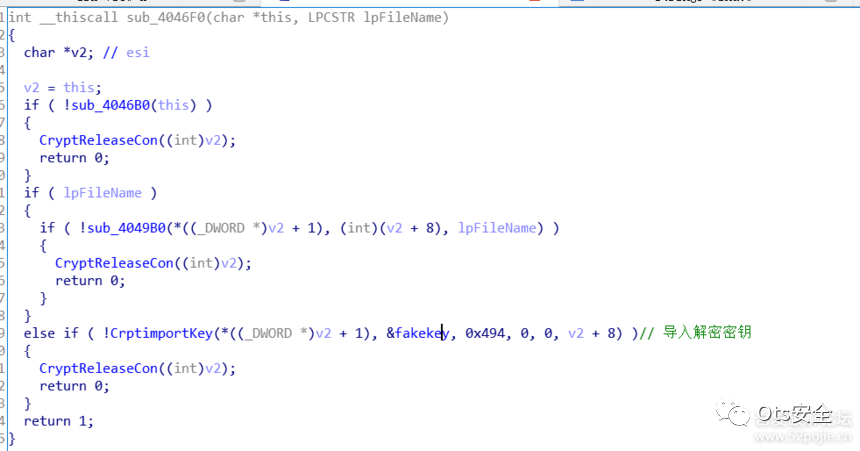 int __thiscall sub_4046F0(char *this, LPCSTR lpFileName)
{
char *v2; // esi
v2 = this;
if ( !sub_4046B0(this) )
{
CryptReleaseCon((int)v2);
return 0;
}
if ( lpFileName )
{
if ( !sub_4049B0(*((_DWORD *)v2 + 1), (int)(v2 + 8), lpFileName) )
{
CryptReleaseCon((int)v2);
return 0;
}
}
else if ( !CrptimportKey(*((_DWORD *)v2 + 1), &fakekey, 0x494, 0, 0, v2 + 8) )// 导入解密密钥
{
CryptReleaseCon((int)v2);
return 0;
}
return 1;
}
Ots安全
www.52pojie.cn